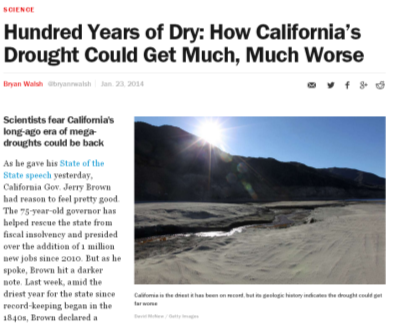 SCIENCE
Hundred Years of Dry: How California's
Drought Could Get Much, Much Worse
Bryan Walsh @bryanrwalsh | Jan. 23, 2014
Scientists fear California's
long-ago era of mega-
droughts could be back
As he gave his State of the
State speech yesterday,
California Gov. Jerry Brown
had reason to feel pretty good.
The 75-year-old governor has
helped rescue the state from
fiscal insolvency and presided
over the addition of 1 million
new jobs since 2010. But as he
spoke, Brown hit a darker
note. Last week, amid the
driest year for the state since
record-keeping began in the
1840s, Brown declared a
California is the driest it has been on record, but its geologic history indicates the drought could get
far worse
David McNew / Getty Images